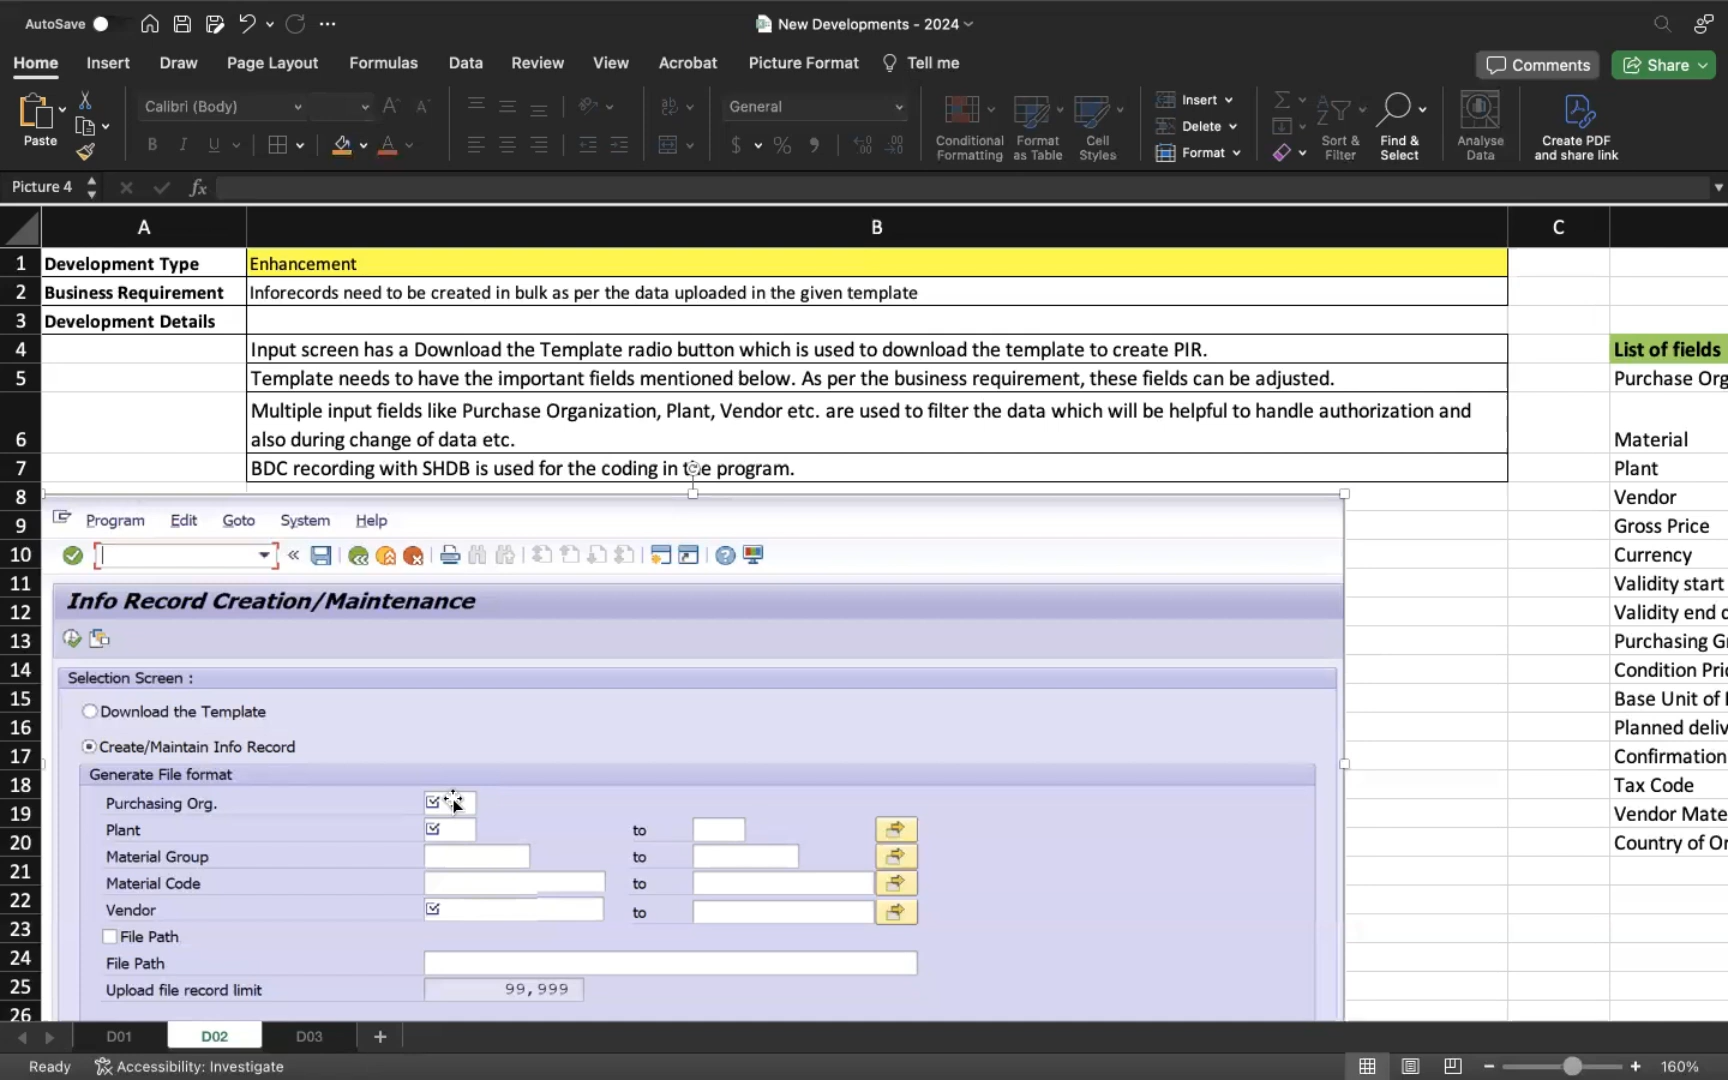 AutoSave
New Developments - 2024
Home Insert Draw Page Layout Formulas Data Review View Acrobat Picture Format Tell me
Comments Share
Paste
Calibri (Body)
General
Conditional Formatting
Format as Table
Cell Styles
Insert
Delete
Format
Sort & Filter
Find & Select
Analyse Data
Create PDF and share link
Picture 4
fx
A B C
1 Development Type Enhancement
2 Business Requirement Inforecords need to be created in bulk as per the data uploaded in the given template
3 Development Details
4 Input screen has a Download the Template radio button which is used to download the template to create PIR. List of fields
5 Template needs to have the important fields mentioned below. As per the business requirement, these fields can be adjusted. Purchase Org
Multiple input fields like Purchase Organization, Plant, Vendor etc. are used to filter the data which will be helpful to handle authorization and
6 also during change of data etc. Material
7 BDC recording with SHDB is used for the coding in the program. Plant
8 Vendor
9 Program Edit Goto System Help Gross Price
10 Currency
11 Validity start
12 Info Record Creation/Maintenance Validity end d
13 Purchasing G
14 Selection Screen : Condition Pri
15 Download the Template Base Unit of
16 Planned deliv
17 Create/Maintain Info Record Confirmation
18 Generate File format Tax Code
19 Purchasing Org. Vendor Mate
20 Plant to Country of Or
21 Material Group to
22 Material Code to
23 Vendor to
File Path
24 File Path
25 Upload file record limit 99,999
26
D01 D02 D03 +
Ready Accessibility: Investigate 160%